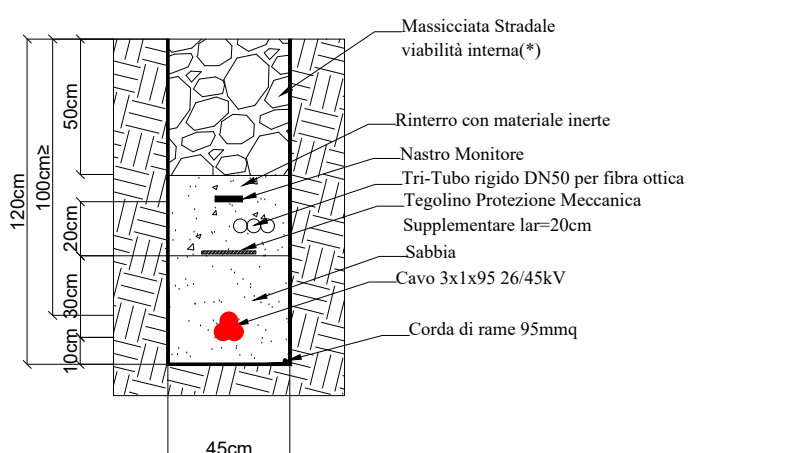 Massicciata Stradale
viabilità interna(*)
Rinterro con materiale inerte
Nastro Monitore
Tri-Tubo rigido DN50 per fibra ottica
Tegolino Protezione Meccanica
Supplementare lar=20cm
Sabbia
Cavo 3x1x95 26/45kV
Corda di rame 95mmq
120cm
100cm≥
50cm
20cm
30cm
10cm
45cm